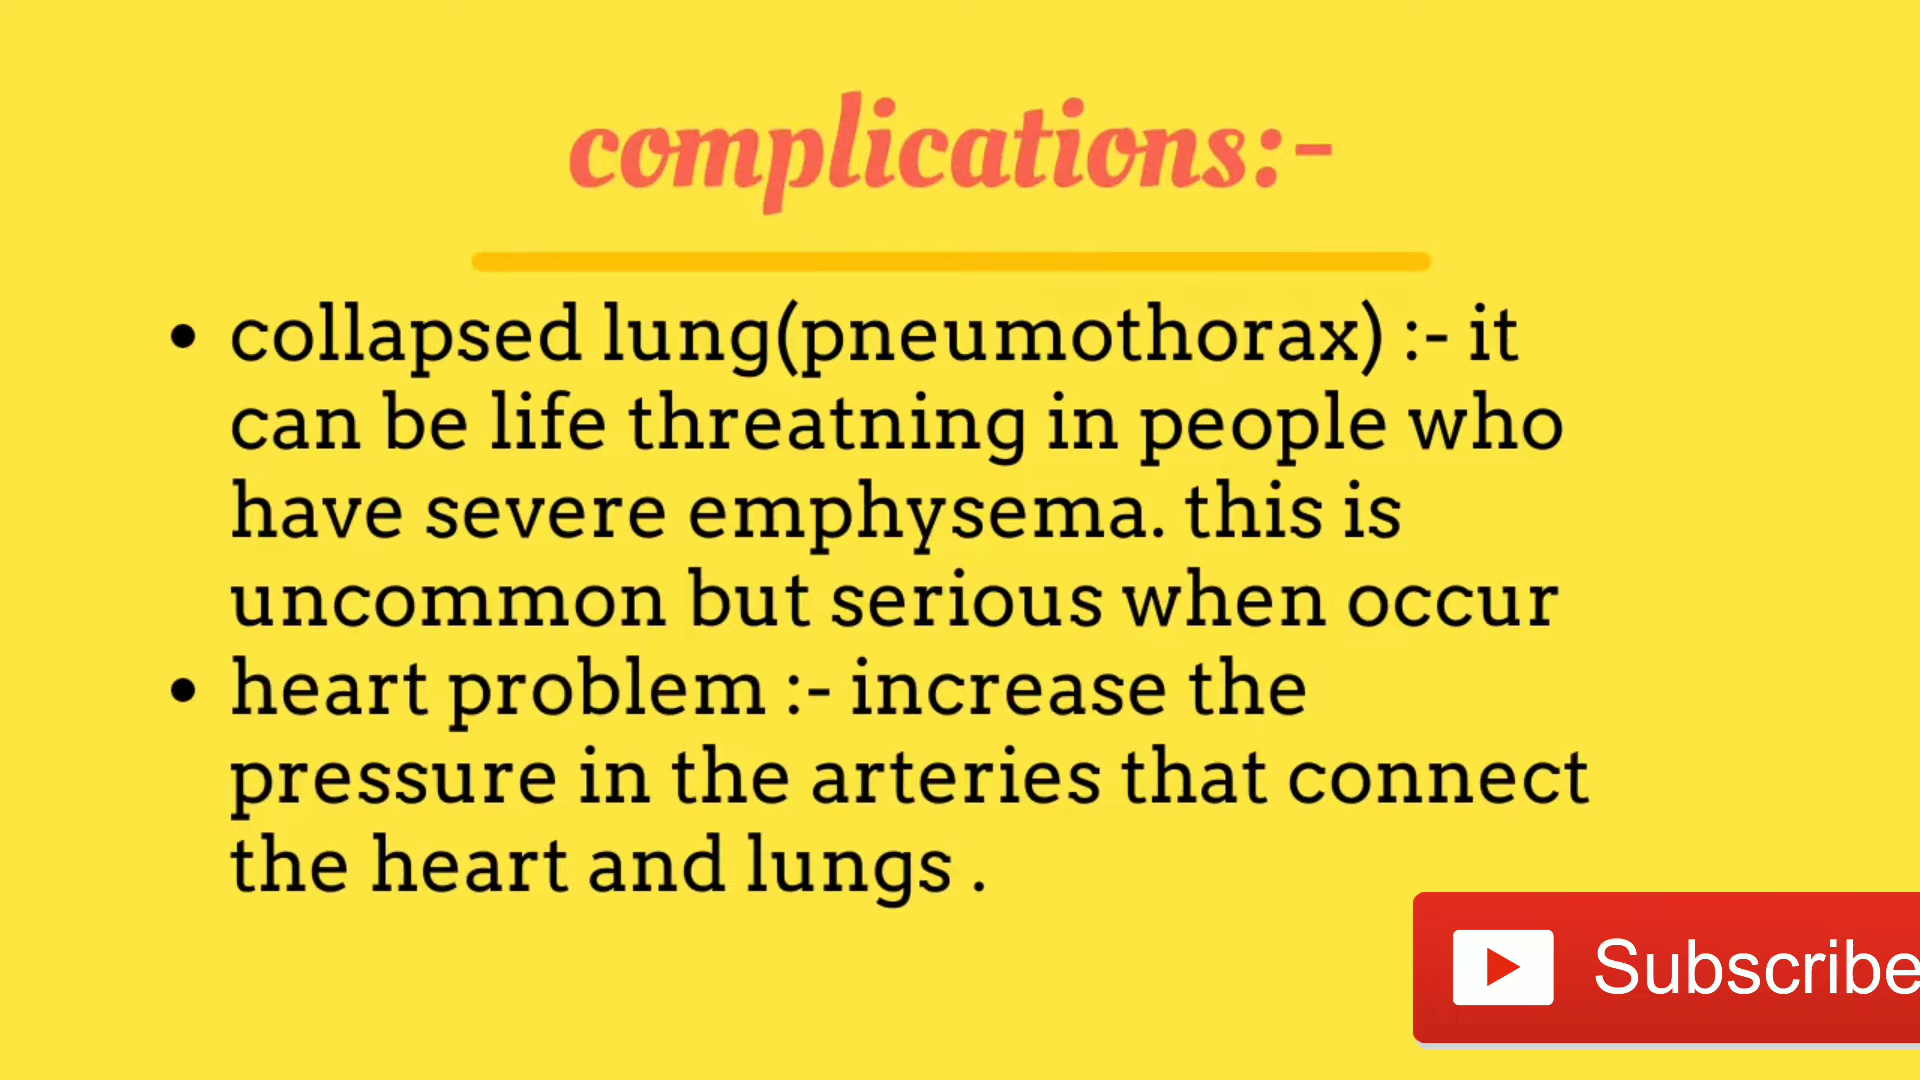 complications:-
• collapsed lung(pneumothorax) :- it
can be life threatning in people who
have severe emphysema. this is
uncommon but serious when occur
• heart problem :- increase the
pressure in the arteries that connect
the heart and lungs .
Subscribe